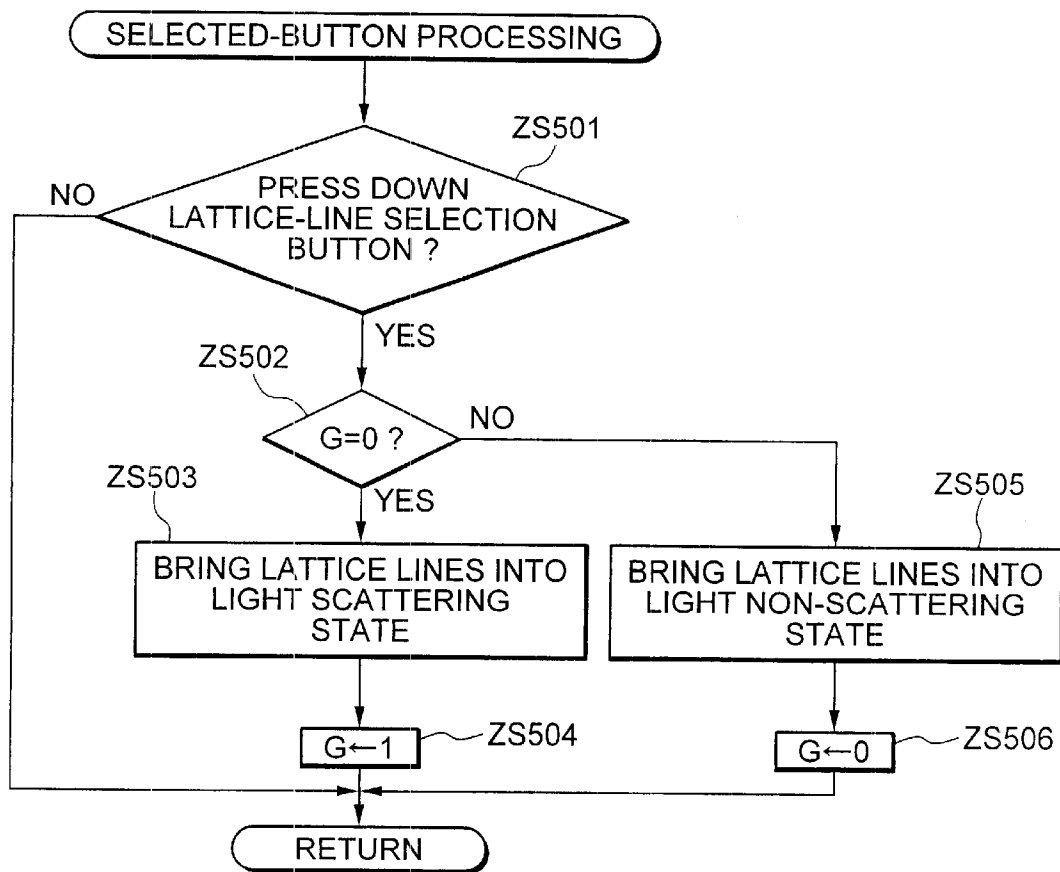 SELECTED-BUTTON PROCESSING
ZS501
NO
PRESS DOWN
LATTICE-LINE SELECTION
BUTTON ?
YES
ZS502
NO
G=0 ?
YES
ZS503
ZS505
BRING LATTICE LINES INTO
LIGHT SCATTERING
STATE
BRING LATTICE LINES INTO
LIGHT NON-SCATTERING
STATE
G←1
ZS504
G←0
ZS506
RETURN